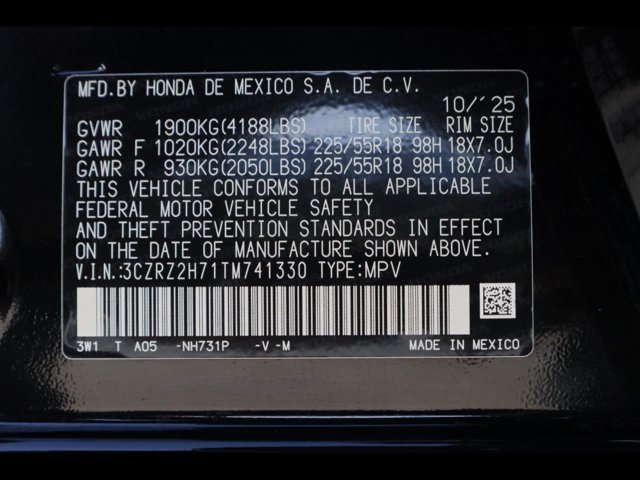 MFD.BY HONDA DE MEXICO S.A. DE C.V.
10/'25
GVWR 1900KG(4188LBS) TIRE SIZE RIM SIZE
GAWR F 1020KG(2248LBS) 225/55R18 98H 18X7.0J
GAWR R 930KG(2050LBS) 225/55R18 98H 18X7.0J
THIS VEHICLE CONFORMS TO ALL APPLICABLE
FEDERAL MOTOR VEHICLE SAFETY
AND THEFT PREVENTION STANDARDS IN EFFECT
ON THE DATE OF MANUFACTURE SHOWN ABOVE.
V.I.N.:3CZRZ2H71TM741330 TYPE:MPV
3W1 T A05 -NH731P -V -M MADE IN MEXICO